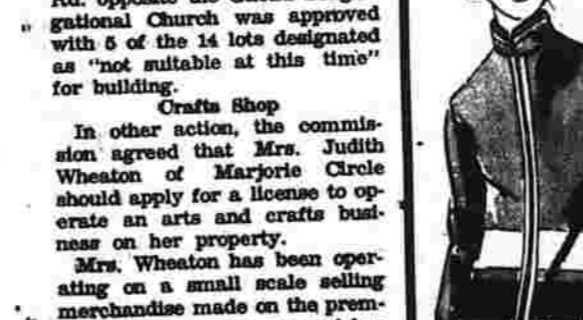 Rd. opposite the
gational Church was approved
with 5 of the 14 lots designated
as "not suitable at this time"
for building.
Crafts Shop
In other action, the commis-
sion agreed that Mrs. Judith
Wheaton of Marjorie Circle
should apply for a license to op-
erate an arts and crafts busi-
ness on her property.
Mrs. Wheaton has been oper-
ating on a small scale selling
merchandise made on the prem-